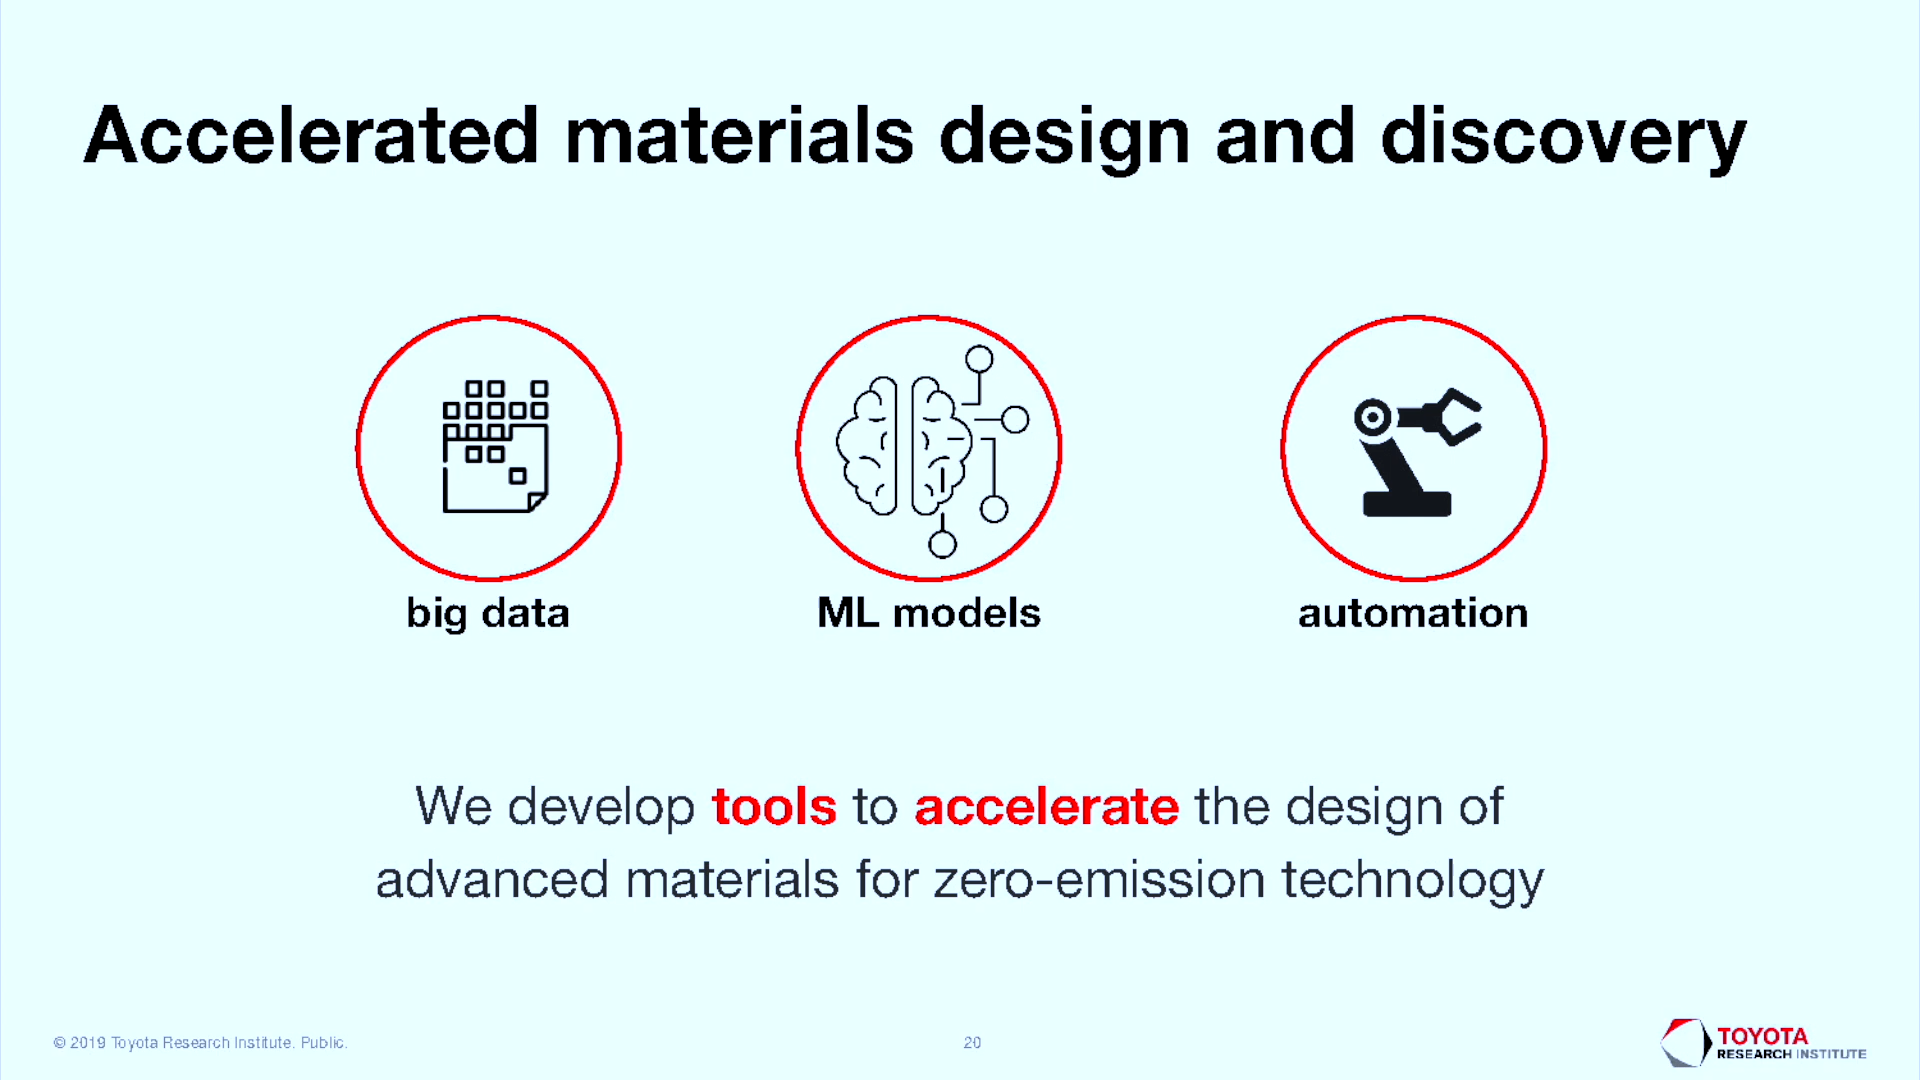 Accelerated materials design and discovery
big data
ML models
automation
We develop tools to accelerate the design of
advanced materials for zero-emission technology
© 2019 Toyota Research Institute. Public.
20
TOYOTA
RESEARCH INSTITUTE